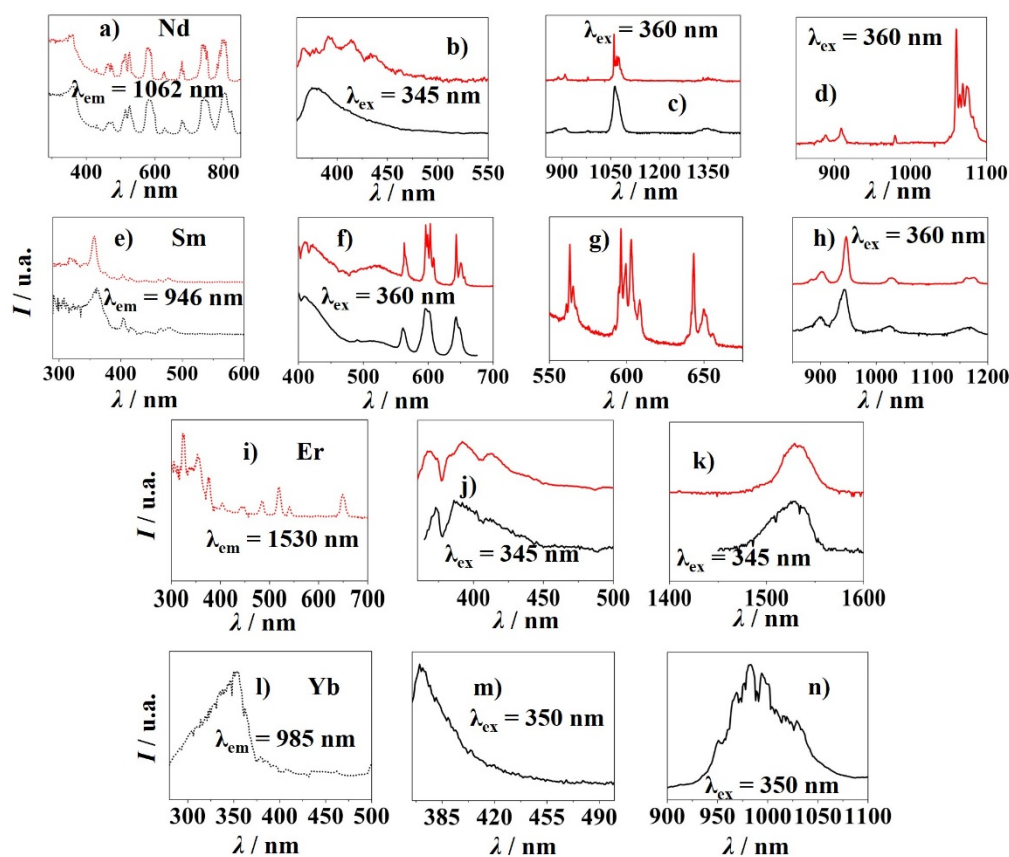 a) Nd
λem = 1062 nm
200 400 600 800
λ / nm
b)
λex = 345 nm
400 450 500 550
λ / nm
λex = 360 nm
c)
900 1050 1200 1350
λ / nm
λex = 360 nm
d)
900 1000 1100
λ / nm
I / u.a.
e) Sm
λem = 946 nm
300 400 500 600
λ / nm
f)
λex = 360 nm
400 500 600 700
λ / nm
g)
550 600 650
λ / nm
h)
λex = 360 nm
900 1000 1100 1200
λ / nm
I / u.a.
i) Er
λem = 1530 nm
300 400 500 600 700
λ / nm
j)
λex = 345 nm
400 450 500
λ / nm
k)
λex = 345 nm
1400 1500 1600
λ / nm
I / u.a.
l) Yb
λem = 985 nm
300 350 400 450 500
λ / nm
m)
λex = 350 nm
385 420 455 490
λ / nm
n)
λex = 350 nm
900 950 1000 1050 1100
λ / nm